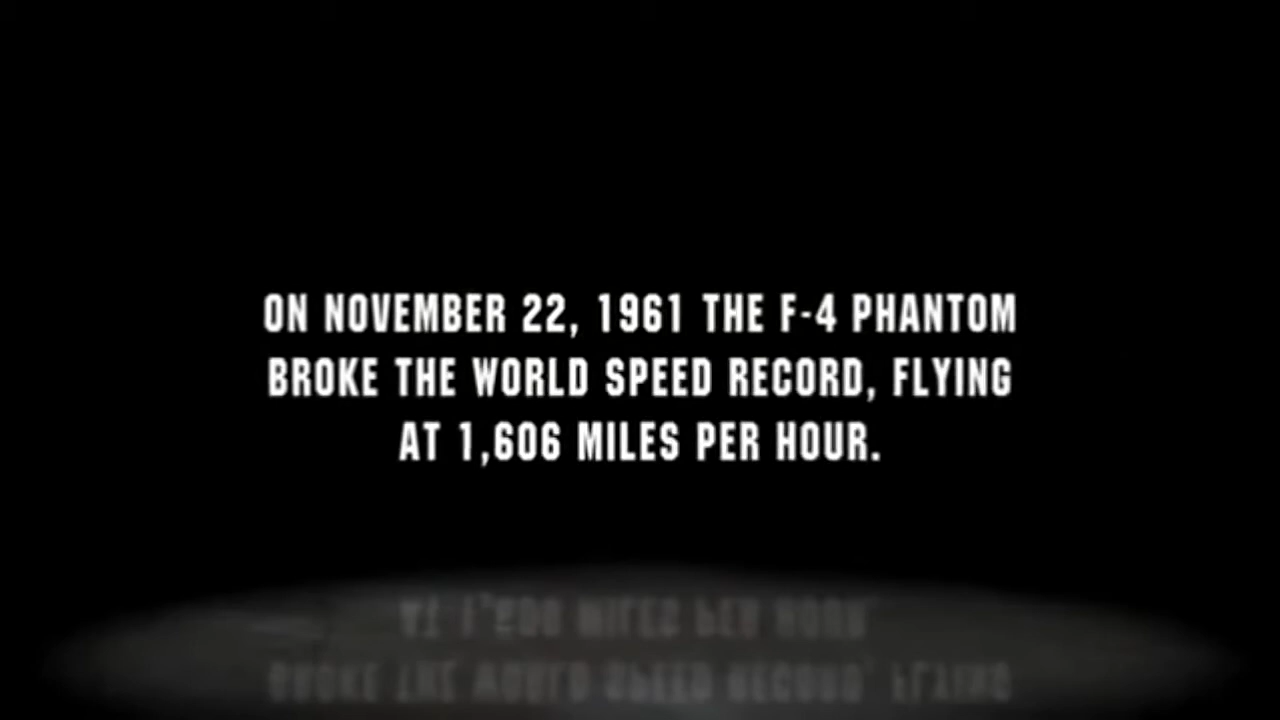 ON NOVEMBER 22, 1961 THE F-4 PHANTOM
BROKE THE WORLD SPEED RECORD, FLYING
AT 1,606 MILES PER HOUR.